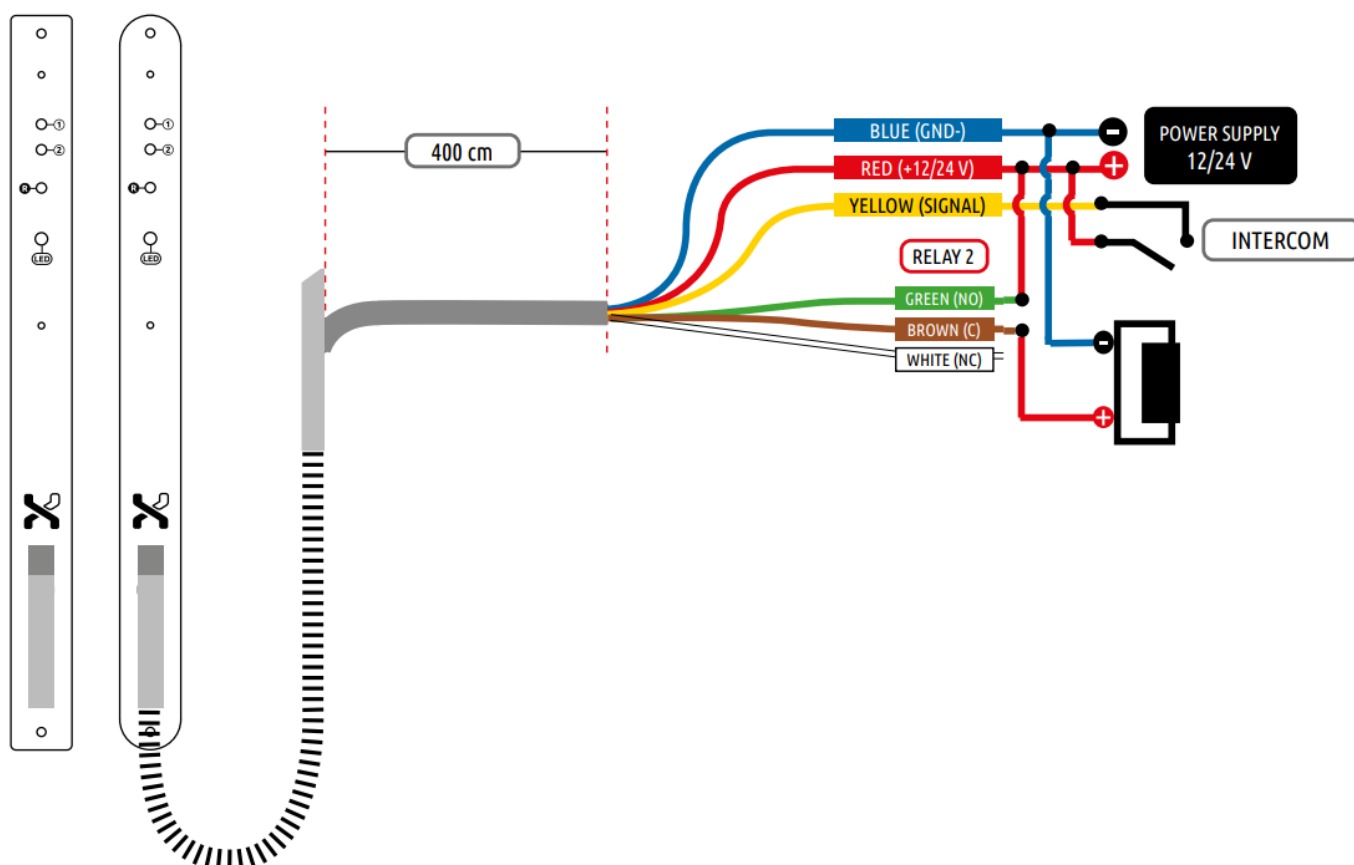 1
2
R
LED
1
2
R
LED
400 cm
BLUE (GND-)
RED (+12/24 V)
YELLOW (SIGNAL)
RELAY 2
GREEN (NO)
BROWN (C)
WHITE (NC)
-
+
POWER SUPPLY
12/24 V
INTERCOM
-
+